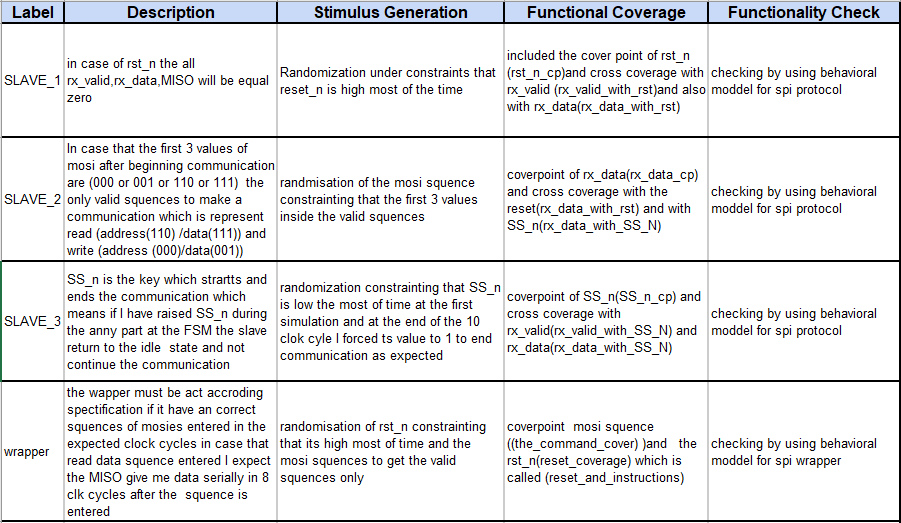 Label Description Stimulus Generation Functional Coverage Functionality Check
SLAVE_1
in case of rst_n the all
rx_valid,rx_data,MISO will be equal
zero
Randomization under constraints that
reset_n is high most of the time
included the cover point of rst_n
(rst_n_cp)and cross coverage with
rx_valid (rx_valid_with_rst)and also
with rx_data(rx_data_with_rst)
checking by using behavioral
moddel for spi protocol
SLAVE_2
In case that the first 3 values of
mosi after beginning communication
are (000 or 001 or 110 or 111) the
only valid squences to make a
communication which is represent
read (address(110) /data(111)) and
write (address (000)/data(001))
randmisation of the mosi squence
constrainting that the first 3 values
inside the valid squences
coverpoint of rx_data(rx_data_cp)
and cross coverage with the
reset(rx_data_with_rst) and with
SS_n(rx_data_with_SS_N)
checking by using behavioral
moddel for spi protocol
SLAVE_3
SS_n is the key which strartts and
ends the communication which
means if I have raised SS_n during
the anny part at the FSM the slave
return to the idle state and not
continue the communication
randomization constrainting that SS_n
is low the most of time at the first
simulation and at the end of the 10
clok cyle I forced ts value to 1 to end
communication as expected
coverpoint of SS_n(SS_n_cp) and
cross coverage with
rx_valid(rx_valid_with_SS_N) and
rx_data(rx_data_with_SS_N)
checking by using behavioral
moddel for spi protocol
wrapper
the wapper must be act accroding
spectification if it have an correct
squences of mosies entered in the
expected clock cycles in case that
read data squence entered I expect
the MISO give me data serially in 8
clk cycles after the squence is
entered
randomisation of rst_n constrainting
that its high most of time and the
mosi squences to get the valid
squences only
coverpoint mosi squence
((the_command_cover) )and the
rst_n(reset_coverage) which is
called (reset_and_instructions)
checking by using behavioral
moddel for spi wrapper